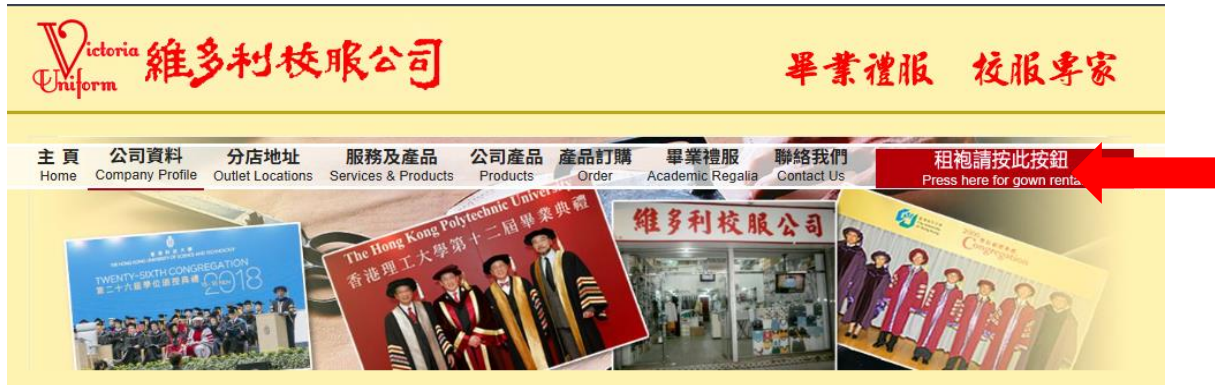 Victoria
Uniform
維多利校服公司
畢業禮服 校服專家
主頁
Home
公司資料
Company Profile
分店地址
Outlet Locations
服務及產品
Services & Products
公司產品
Products
產品訂購
Order
畢業禮服
Academic Regalia
聯絡我們
Contact Us
租袍請按此按鈕
Press here for gown renta
THE HONG KONG UNIVERSITY OF SCIENCE AND TECHNOLOGY
TWENTY-SIXTH CONGREGATION
第二十六屆學位頒授典禮
2018
The Hong Kong Polytechnic University
香港理工大學第十二屆畢業典禮
維多利校服公司
Congregation